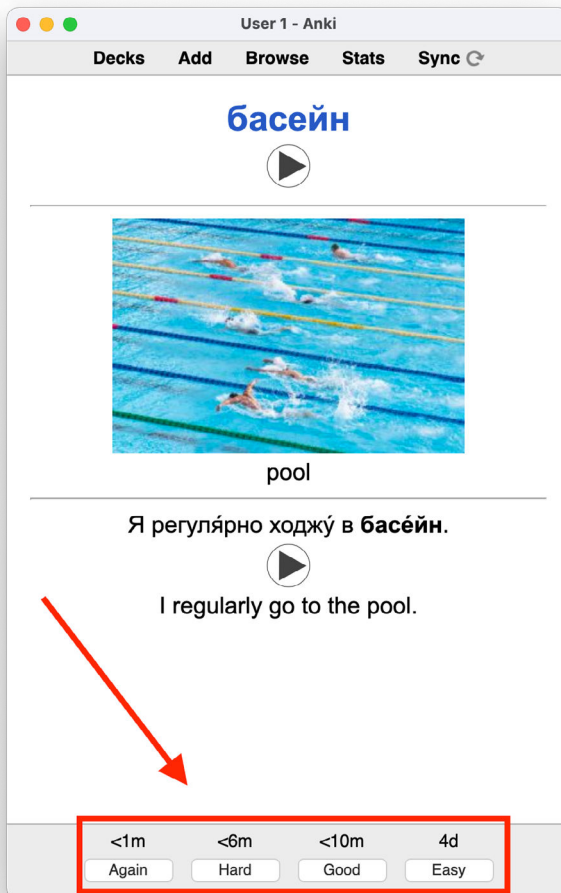 User 1 - Anki
Decks Add Browse Stats Sync
басейн
pool
Я регуля́рно ходжу́ в басе́йн.
I regularly go to the pool.
<1m <6m <10m 4d
Again Hard Good Easy